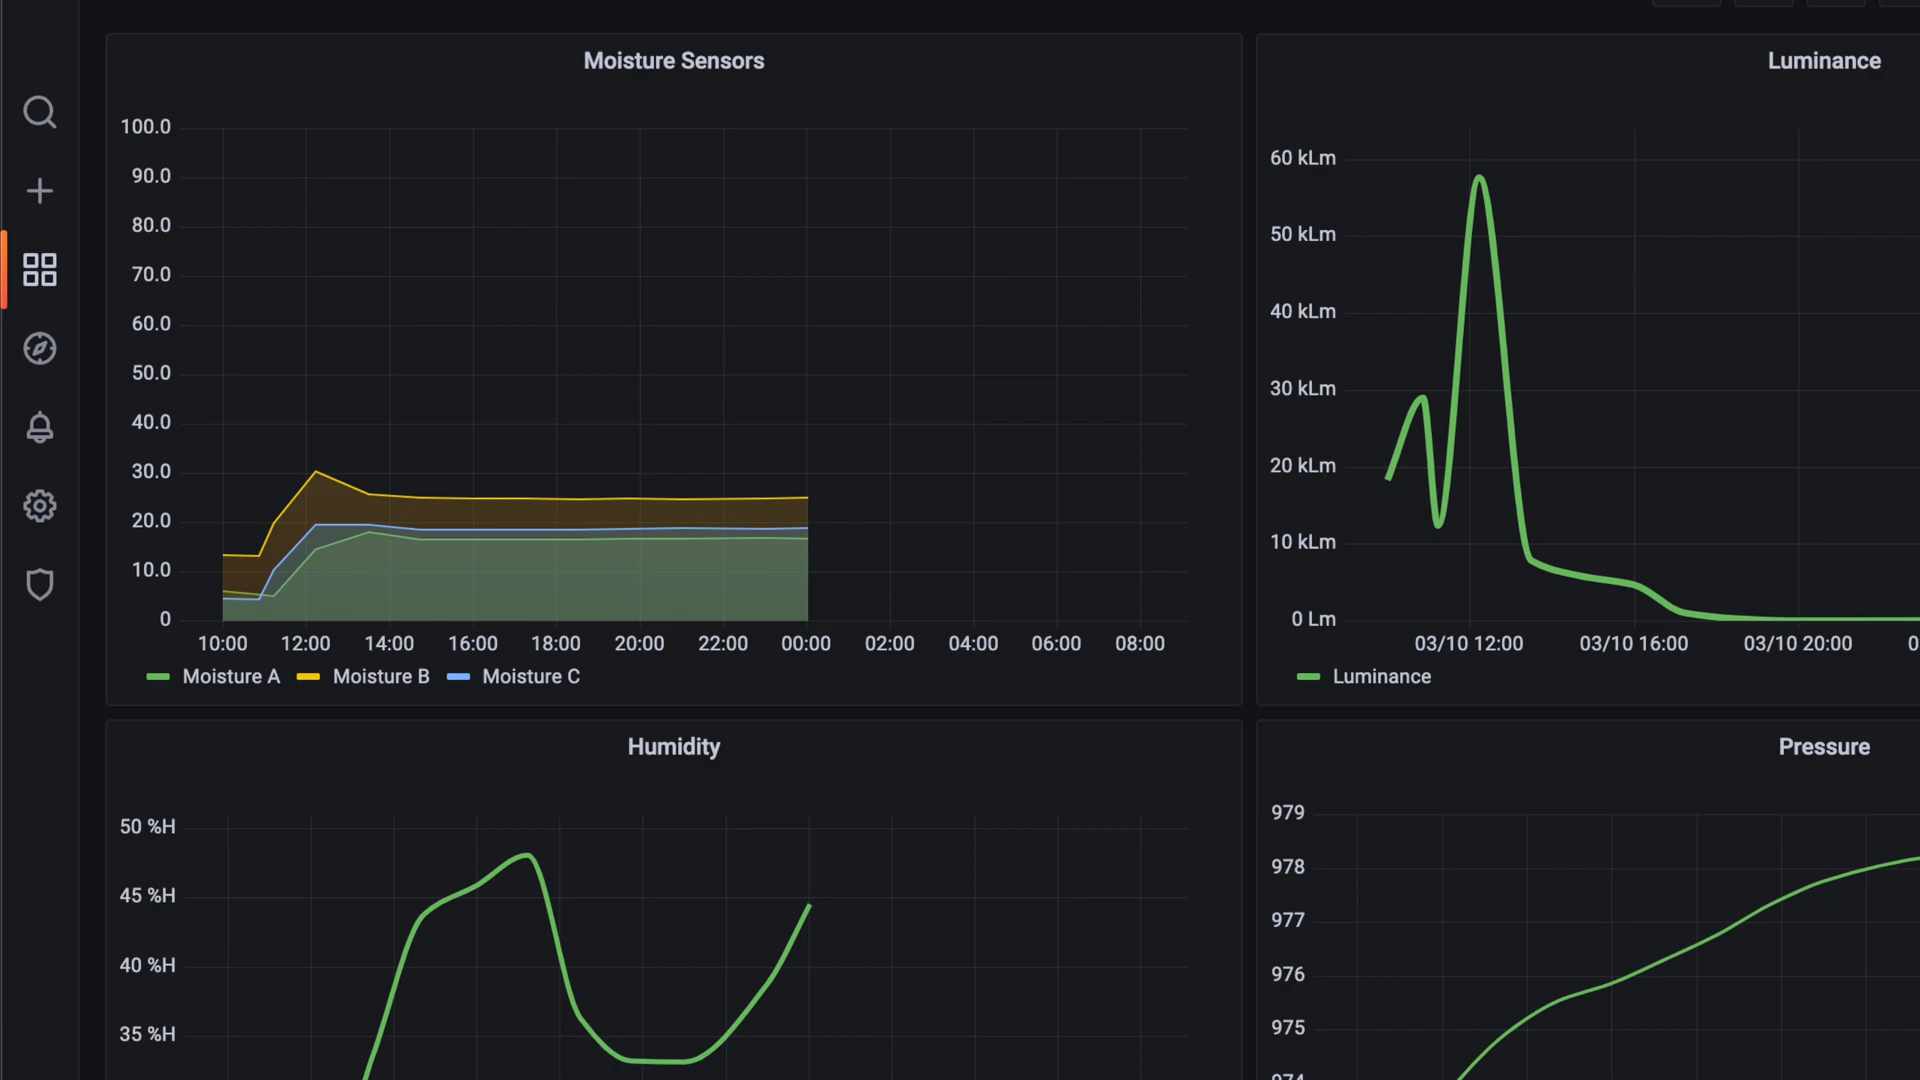 Moisture Sensors
100.0
90.0
80.0
70.0
60.0
50.0
40.0
30.0
20.0
10.0
0
10:00 12:00 14:00 16:00 18:00 20:00 22:00 00:00 02:00 04:00 06:00 08:00
Moisture A Moisture B Moisture C
Luminance
60 kLm
50 kLm
40 kLm
30 kLm
20 kLm
10 kLm
0 Lm
03/10 12:00 03/10 16:00 03/10 20:00
Luminance
Humidity
50 %H
45 %H
40 %H
35 %H
Pressure
979
978
977
976
975
974